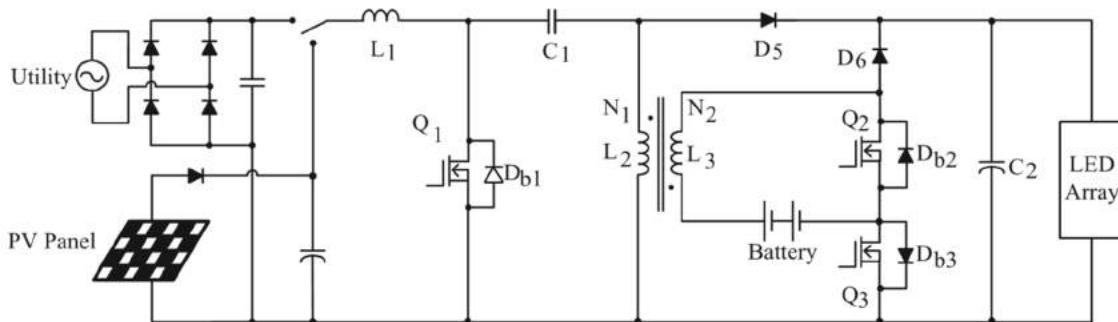 Utility
L1
Q1
Db1
C1
N1
L2
N2
L3
D5
D6
Q2
Db2
Battery
Q3
Db3
C2
LED
Array
PV Panel